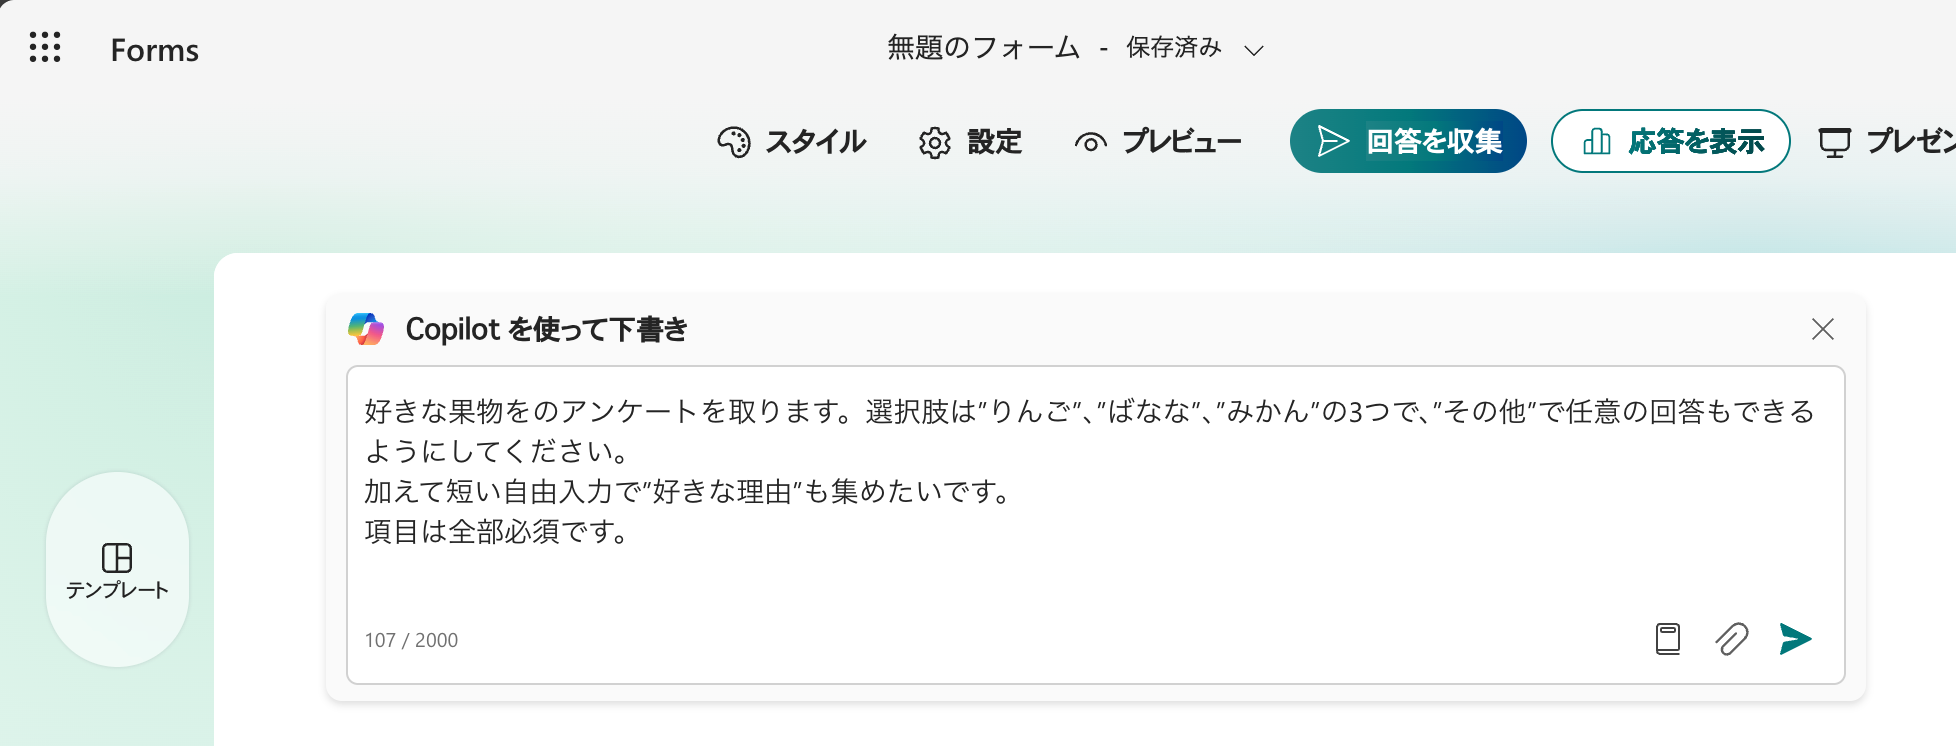 Forms
無題のフォーム - 保存済み
スタイル
設定
プレビュー
回答を収集
応答を表示
プレゼン
Copilot を使って下書き
好きな果物をのアンケートを取ります。選択肢は”りんご”、”ばなな”、”みかん”の3つで、”その他”で任意の回答もできる
ようにしてください。
加えて短い自由入力で”好きな理由”も集めたいです。
項目は全部必須です。
107 / 2000
テンプレート